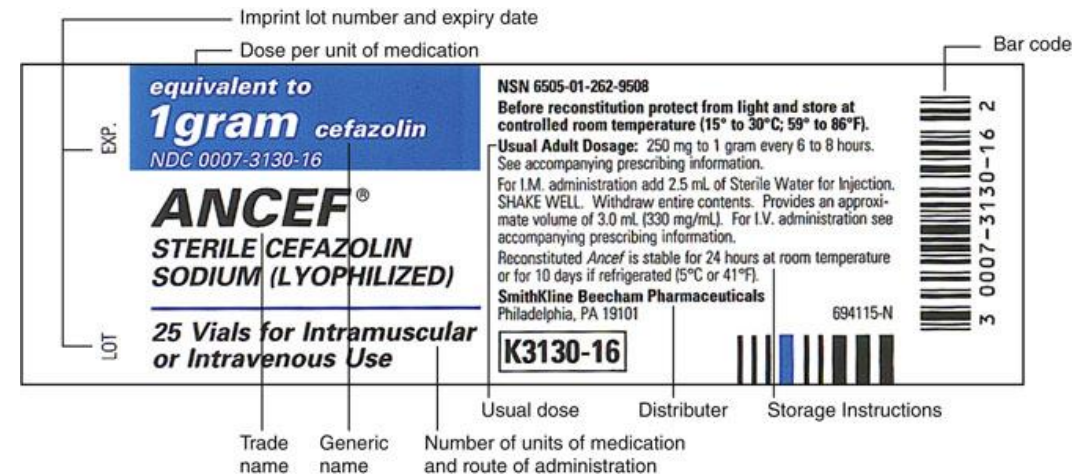 Imprint lot number and expiry date
Dose per unit of medication
Bar code
EXP.
LOT
equivalent to
1gram cefazolin
NDC 0007-3130-16
ANCEF®
STERILE CEFAZOLIN
SODIUM (LYOPHILIZED)
25 Vials for Intramuscular
or Intravenous Use
NSN 6505-01-262-9508
Before reconstitution protect from light and store at
controlled room temperature (15° to 30°C; 59° to 86°F).
Usual Adult Dosage: 250 mg to 1 gram every 6 to 8 hours.
See accompanying prescribing information.
For I.M. administration add 2.5 mL of Sterile Water for Injection.
SHAKE WELL. Withdraw entire contents. Provides an approxi-
mate volume of 3.0 mL (330 mg/mL). For I.V. administration see
accompanying prescribing information.
Reconstituted Ancef is stable for 24 hours at room temperature
or for 10 days if refrigerated (5°C or 41°F).
SmithKline Beecham Pharmaceuticals
Philadelphia, PA 19101
694115-N
K3130-16
3 0007-3130-16 2
Usual dose
Distributer
Storage Instructions
Trade
name
Generic
name
Number of units of medication
and route of administration